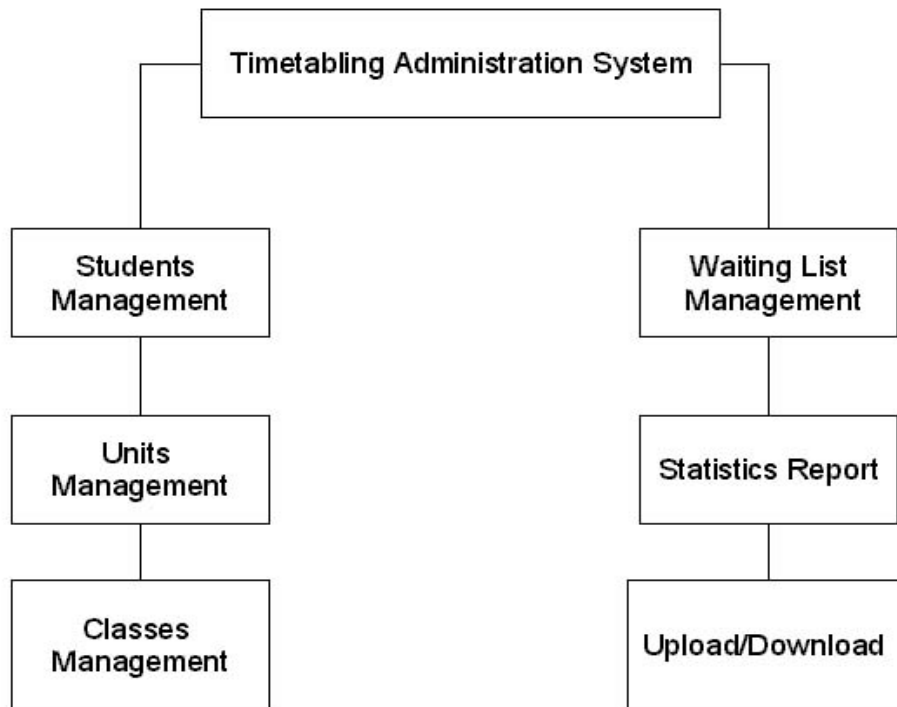 Timetabling Administration System
Students
Management
Waiting List
Management
Units
Management
Statistics Report
Classes
Management
Upload/Download